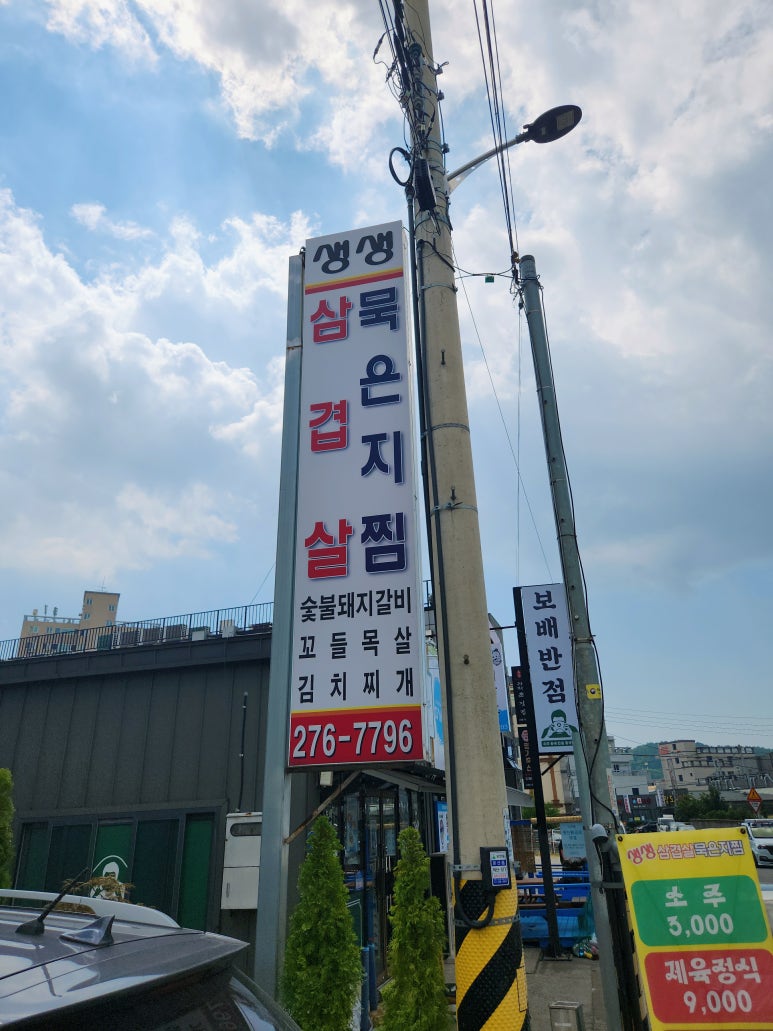 생생
삼겹살
묵은지찜
숯불돼지갈비
꼬들목살
김치찌개
276-7796
보배반점
생생 삼겹살묵은지찜
소주
3,000
제육정식
9,000